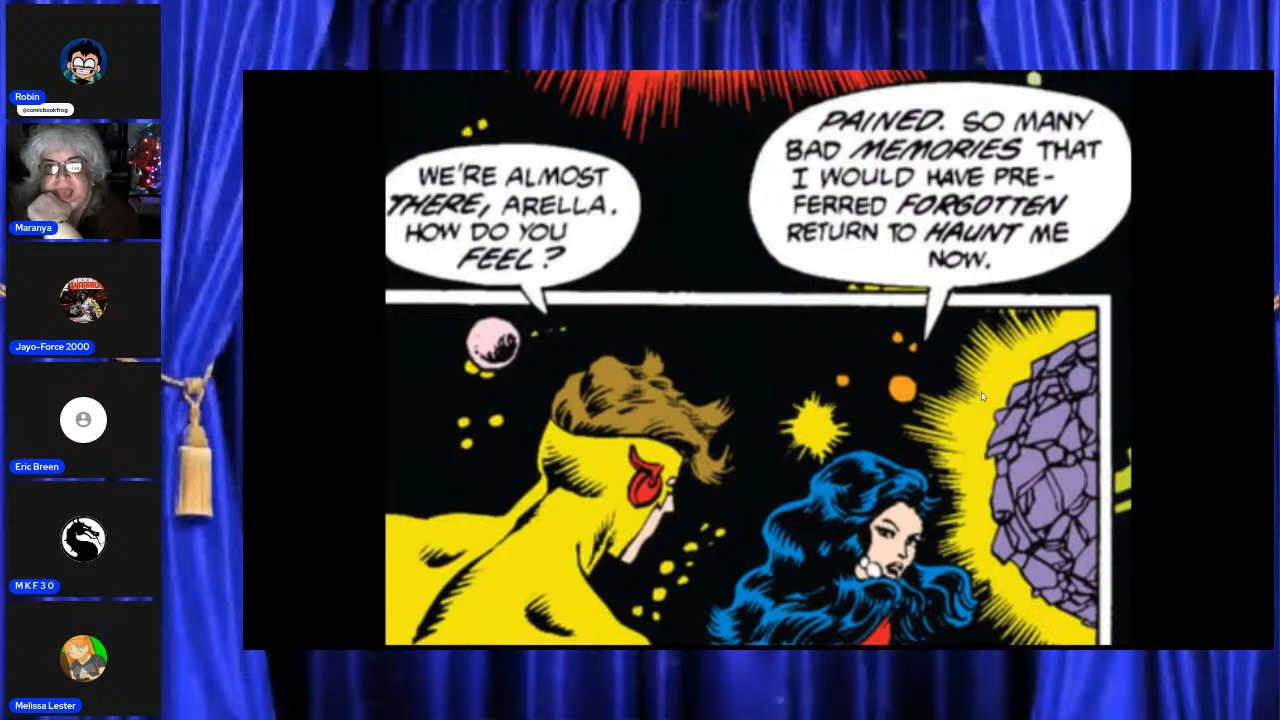 Robin
@comicbookfrog
Maranya
Jayo-Force 2000
Eric Breen
M K F 3 0
Melissa Lester
WE'RE ALMOST
THERE, ARELLA.
HOW DO YOU
FEEL?
PAINED. SO MANY
BAD MEMORIES THAT
I WOULD HAVE PRE-
FERRED FORGOTTEN
RETURN TO HAUNT ME
NOW.